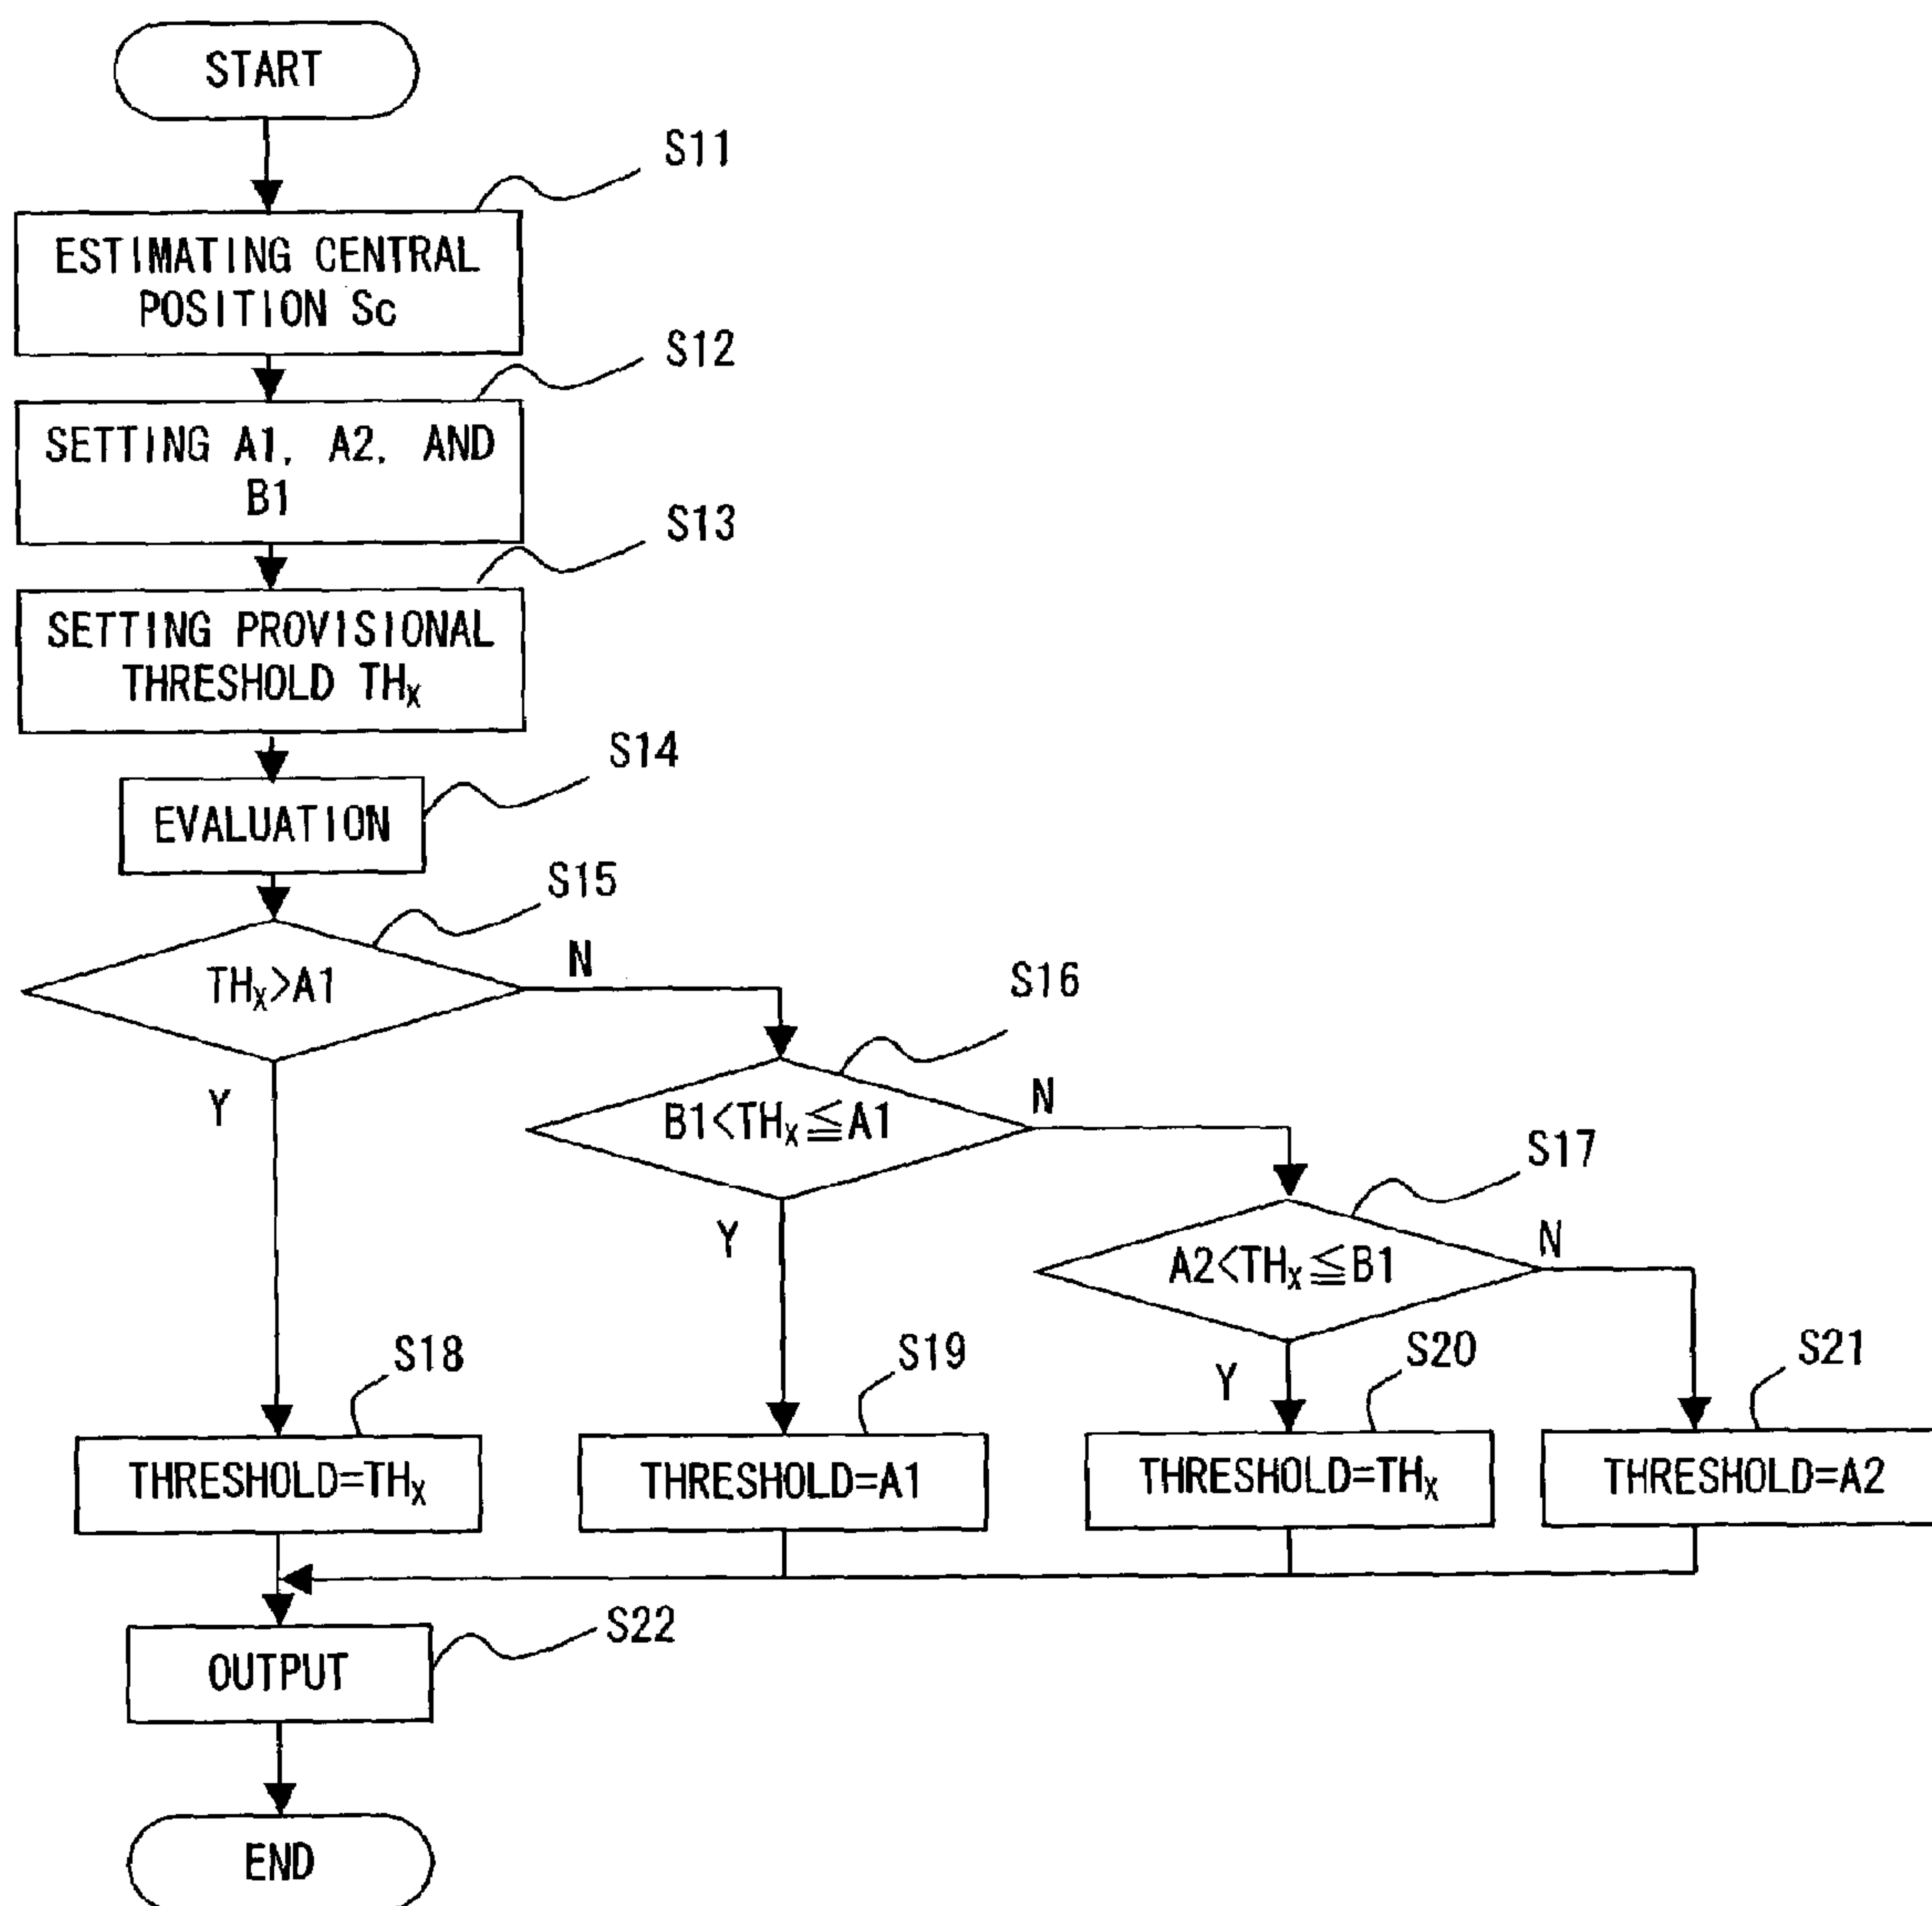 START
S11
ESTIMATING CENTRAL
POSITION Sc
S12
SETTING A1, A2, AND
B1
S13
SETTING PROVISIONAL
THRESHOLD THX
S14
EVALUATION
S15
THX>A1
N
Y
S16
B1<THX≦A1
N
Y
S17
A2<THX≦B1
N
Y
S18
THRESHOLD=THX
S19
THRESHOLD=A1
S20
THRESHOLD=THX
S21
THRESHOLD=A2
S22
OUTPUT
END